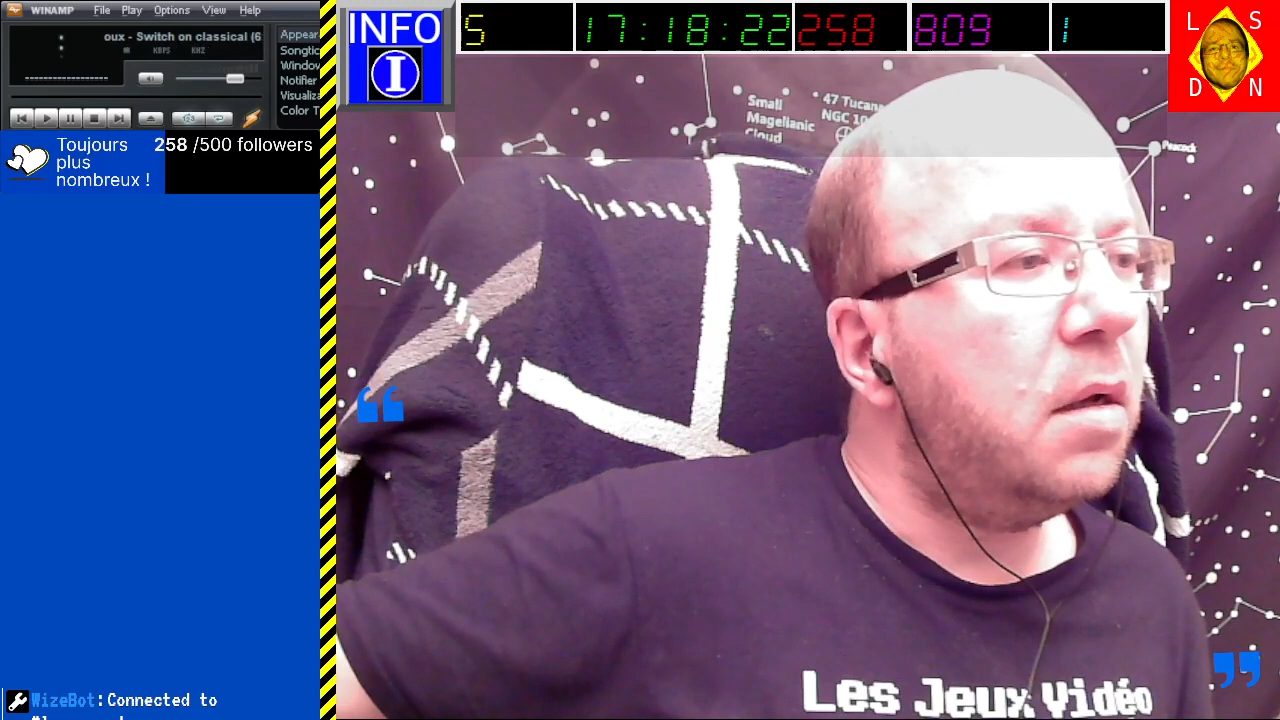 WINAMP File Play Options View Help
oux - Switch on classical (6
KBPS KHZ
Appear
Songtic
Window
Notifier
Visualiza
Color T
Toujours
plus
nombreux !
258 /500 followers
WizeBot: Connected to
INFO
I
5
17:18:22
258
809
1
L S
D N
Small
Magellanic
Cloud
47 Tucana
NGC 10
Peacock
“
Les Jeux Vidéo
”